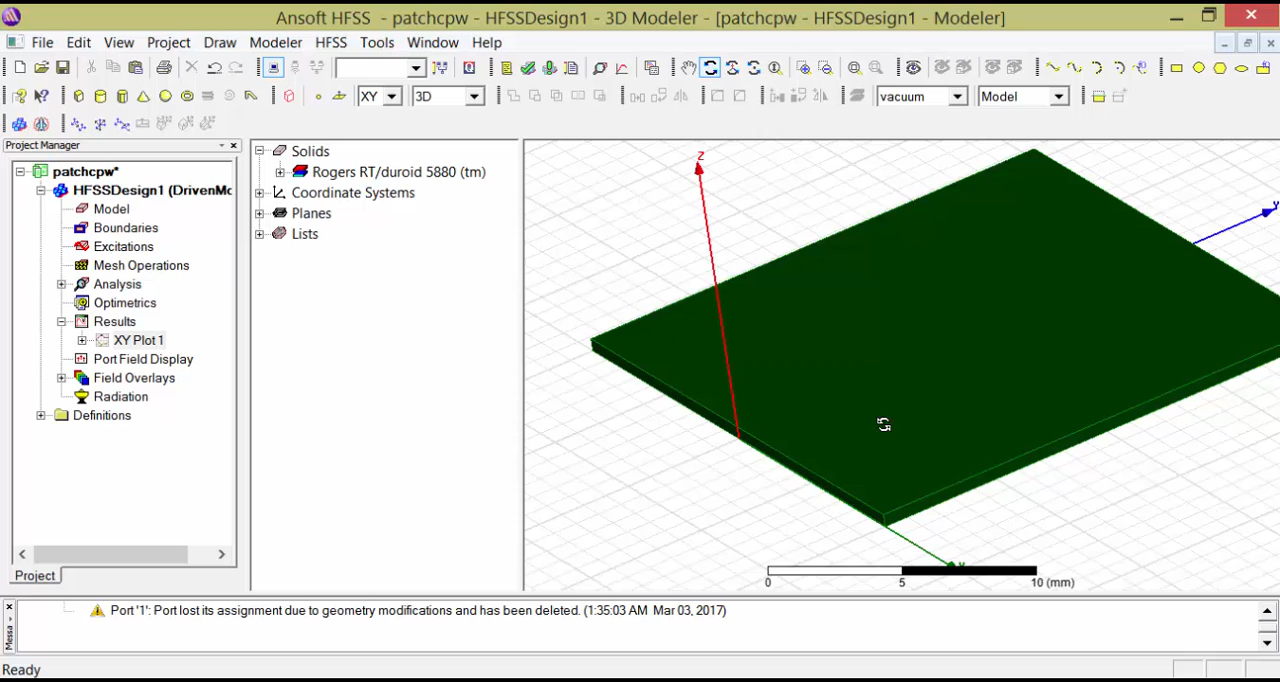 Ansoft HFSS - patchcpw - HFSSDesign1 - 3D Modeler - [patchcpw - HFSSDesign1 - Modeler]
File Edit View Project Draw Modeler HFSS Tools Window Help
XY 3D vacuum Model
Project Manager
patchcpw*
HFSSDesign1 (DrivenMo
Model
Boundaries
Excitations
Mesh Operations
Analysis
Optimetrics
Results
XY Plot 1
Port Field Display
Field Overlays
Radiation
Definitions
Project
Solids
Rogers RT/duroid 5880 (tm)
Coordinate Systems
Planes
Lists
Z
0 5 10 (mm)
Port '1': Port lost its assignment due to geometry modifications and has been deleted. (1:35:03 AM Mar 03, 2017)
Messa
Ready